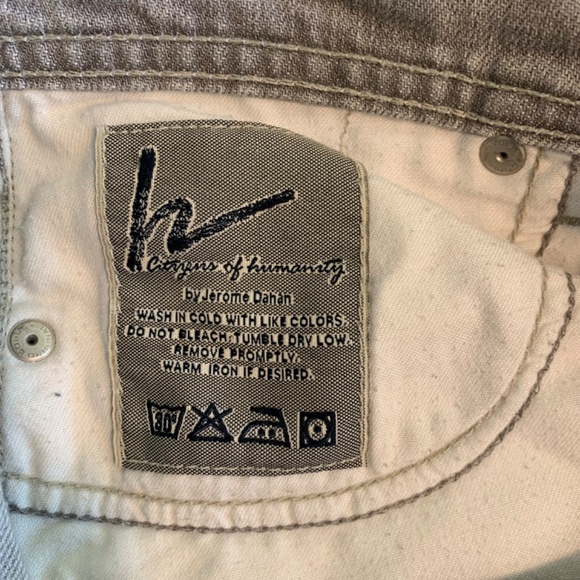 h
Citizens of humanity
by Jerome Dahan
WASH IN COLD WITH LIKE COLORS.
DO NOT BLEACH. TUMBLE DRY LOW.
REMOVE PROMPTLY.
WARM IRON IF DESIRED.
30°